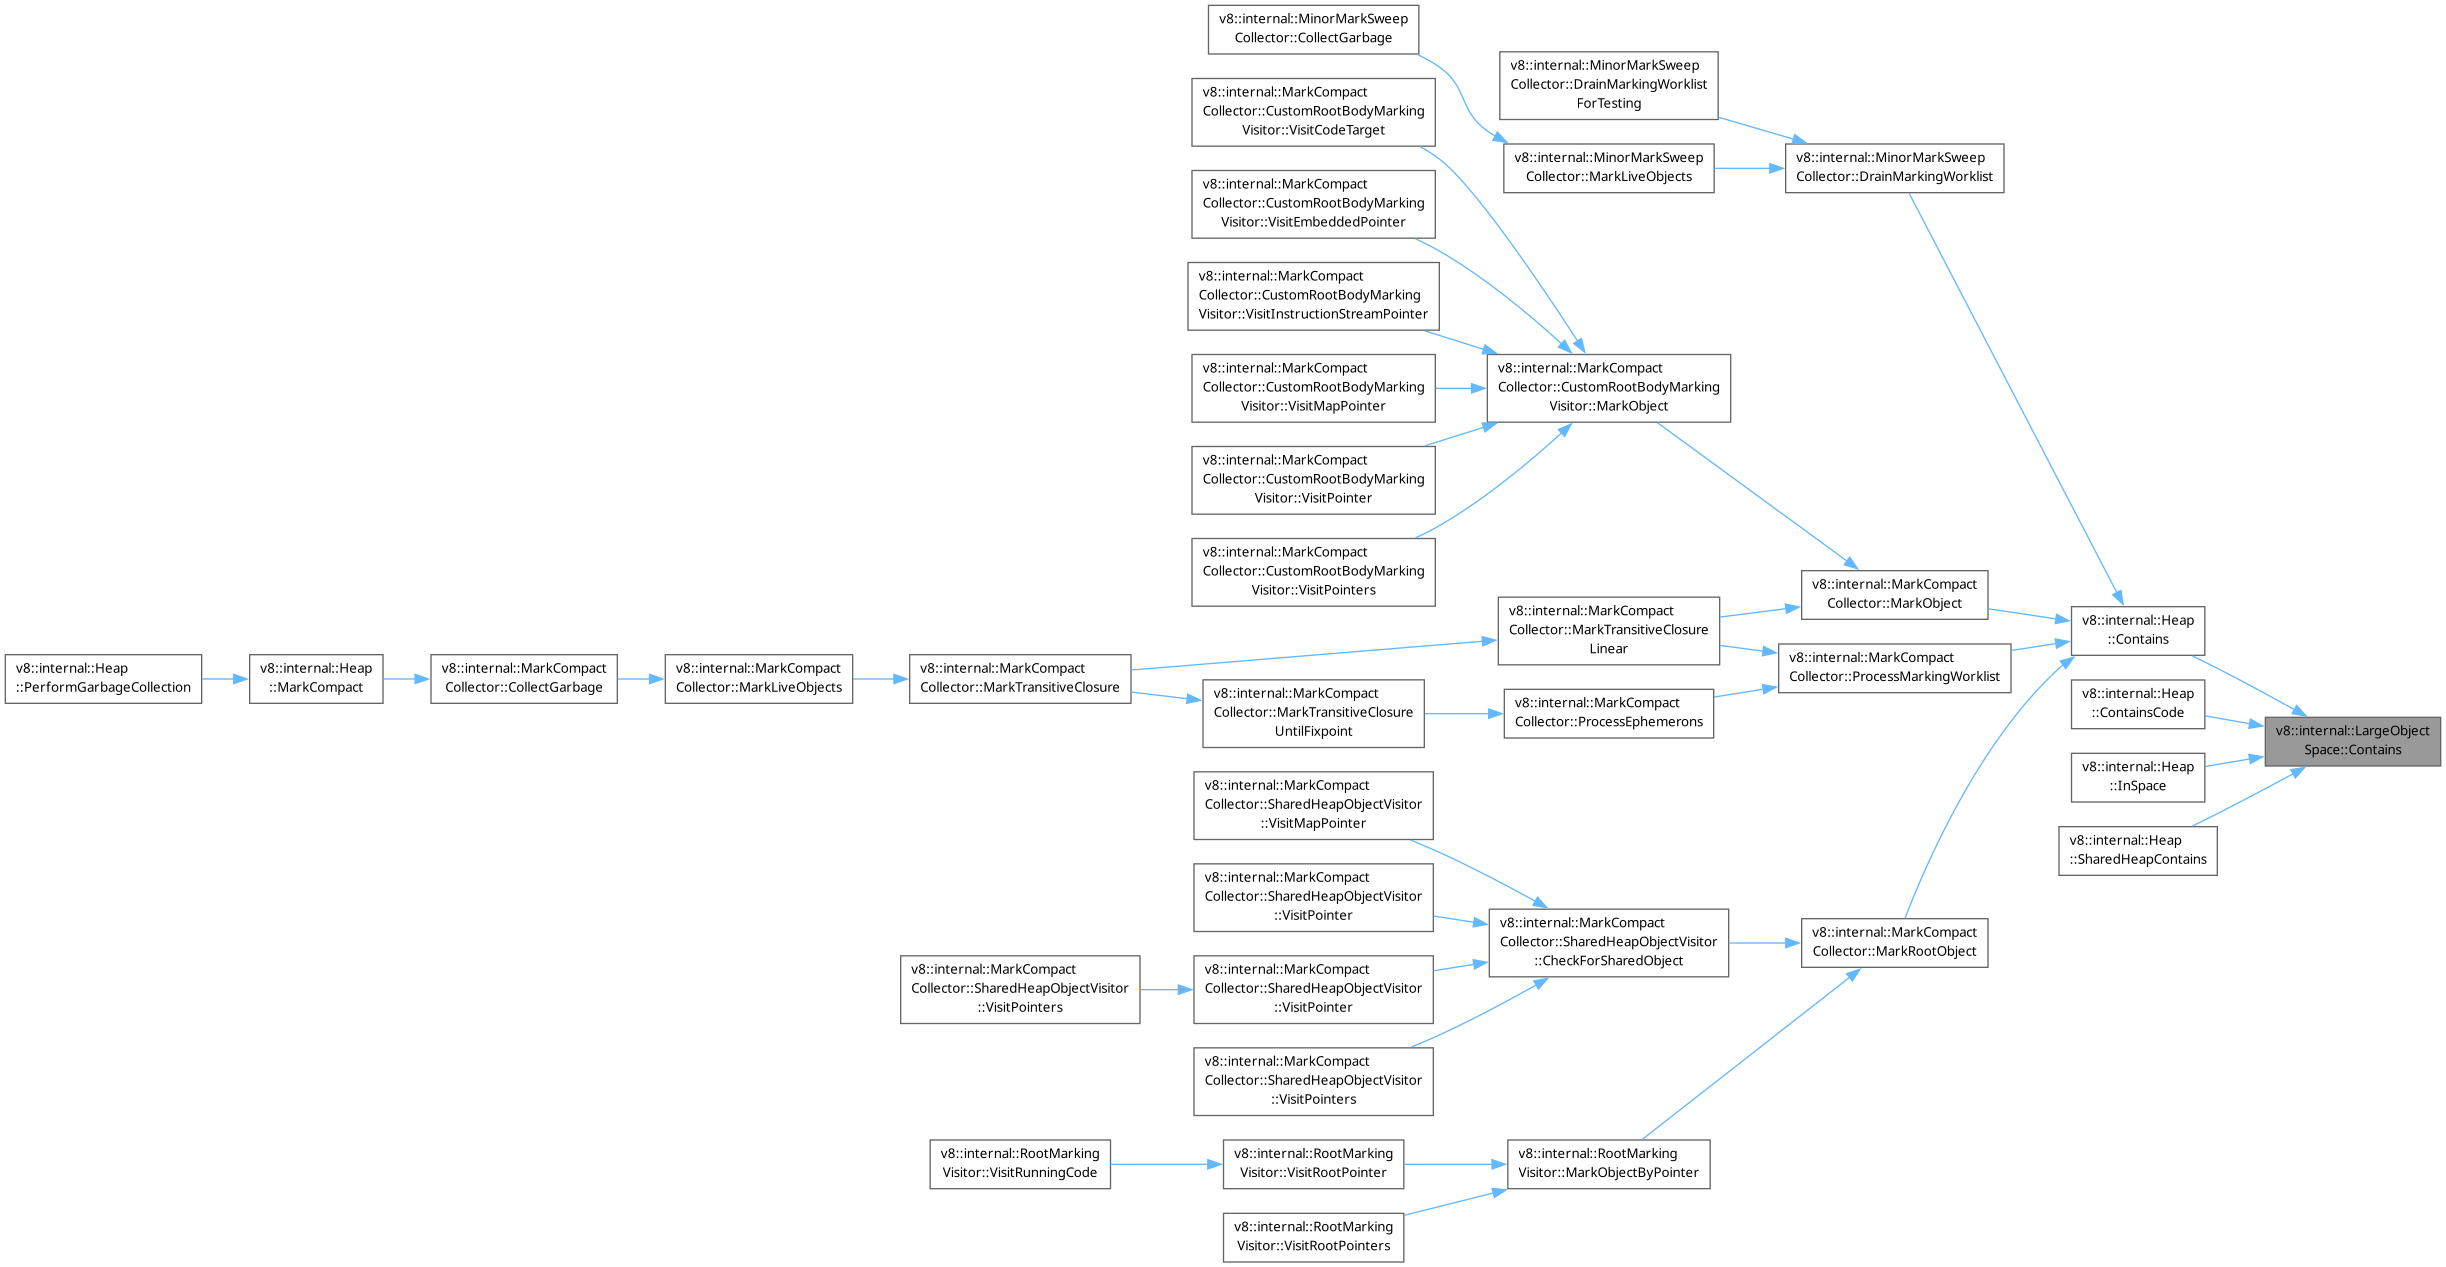 v8::internal::MinorMarkSweep
Collector::CollectGarbage
v8::internal::MinorMarkSweep
Collector::DrainMarkingWorklist
ForTesting
v8::internal::MarkCompact
Collector::CustomRootBodyMarking
Visitor::VisitCodeTarget
v8::internal::MinorMarkSweep
Collector::MarkLiveObjects
v8::internal::MinorMarkSweep
Collector::DrainMarkingWorklist
v8::internal::MarkCompact
Collector::CustomRootBodyMarking
Visitor::VisitEmbeddedPointer
v8::internal::MarkCompact
Collector::CustomRootBodyMarking
Visitor::VisitInstructionStreamPointer
v8::internal::MarkCompact
Collector::CustomRootBodyMarking
Visitor::VisitMapPointer
v8::internal::MarkCompact
Collector::CustomRootBodyMarking
Visitor::MarkObject
v8::internal::MarkCompact
Collector::CustomRootBodyMarking
Visitor::VisitPointer
v8::internal::MarkCompact
Collector::CustomRootBodyMarking
Visitor::VisitPointers
v8::internal::MarkCompact
Collector::MarkObject
v8::internal::MarkCompact
Collector::MarkTransitiveClosure
Linear
v8::internal::Heap
::Contains
v8::internal::Heap
::PerformGarbageCollection
v8::internal::Heap
::MarkCompact
v8::internal::MarkCompact
Collector::CollectGarbage
v8::internal::MarkCompact
Collector::MarkLiveObjects
v8::internal::MarkCompact
Collector::MarkTransitiveClosure
v8::internal::MarkCompact
Collector::ProcessMarkingWorklist
v8::internal::MarkCompact
Collector::MarkTransitiveClosure
UntilFixpoint
v8::internal::MarkCompact
Collector::ProcessEphemerons
v8::internal::Heap
::ContainsCode
v8::internal::LargeObject
Space::Contains
v8::internal::Heap
::InSpace
v8::internal::MarkCompact
Collector::SharedHeapObjectVisitor
::VisitMapPointer
v8::internal::Heap
::SharedHeapContains
v8::internal::MarkCompact
Collector::SharedHeapObjectVisitor
::VisitPointer
v8::internal::MarkCompact
Collector::SharedHeapObjectVisitor
::CheckForSharedObject
v8::internal::MarkCompact
Collector::MarkRootObject
v8::internal::MarkCompact
Collector::SharedHeapObjectVisitor
::VisitPointers
v8::internal::MarkCompact
Collector::SharedHeapObjectVisitor
::VisitPointer
v8::internal::MarkCompact
Collector::SharedHeapObjectVisitor
::VisitPointers
v8::internal::RootMarking
Visitor::VisitRunningCode
v8::internal::RootMarking
Visitor::VisitRootPointer
v8::internal::RootMarking
Visitor::MarkObjectByPointer
v8::internal::RootMarking
Visitor::VisitRootPointers